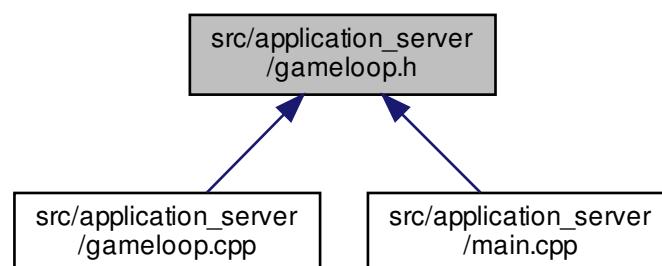 src/application_server
/gameloop.h
src/application_server
/gameloop.cpp
src/application_server
/main.cpp